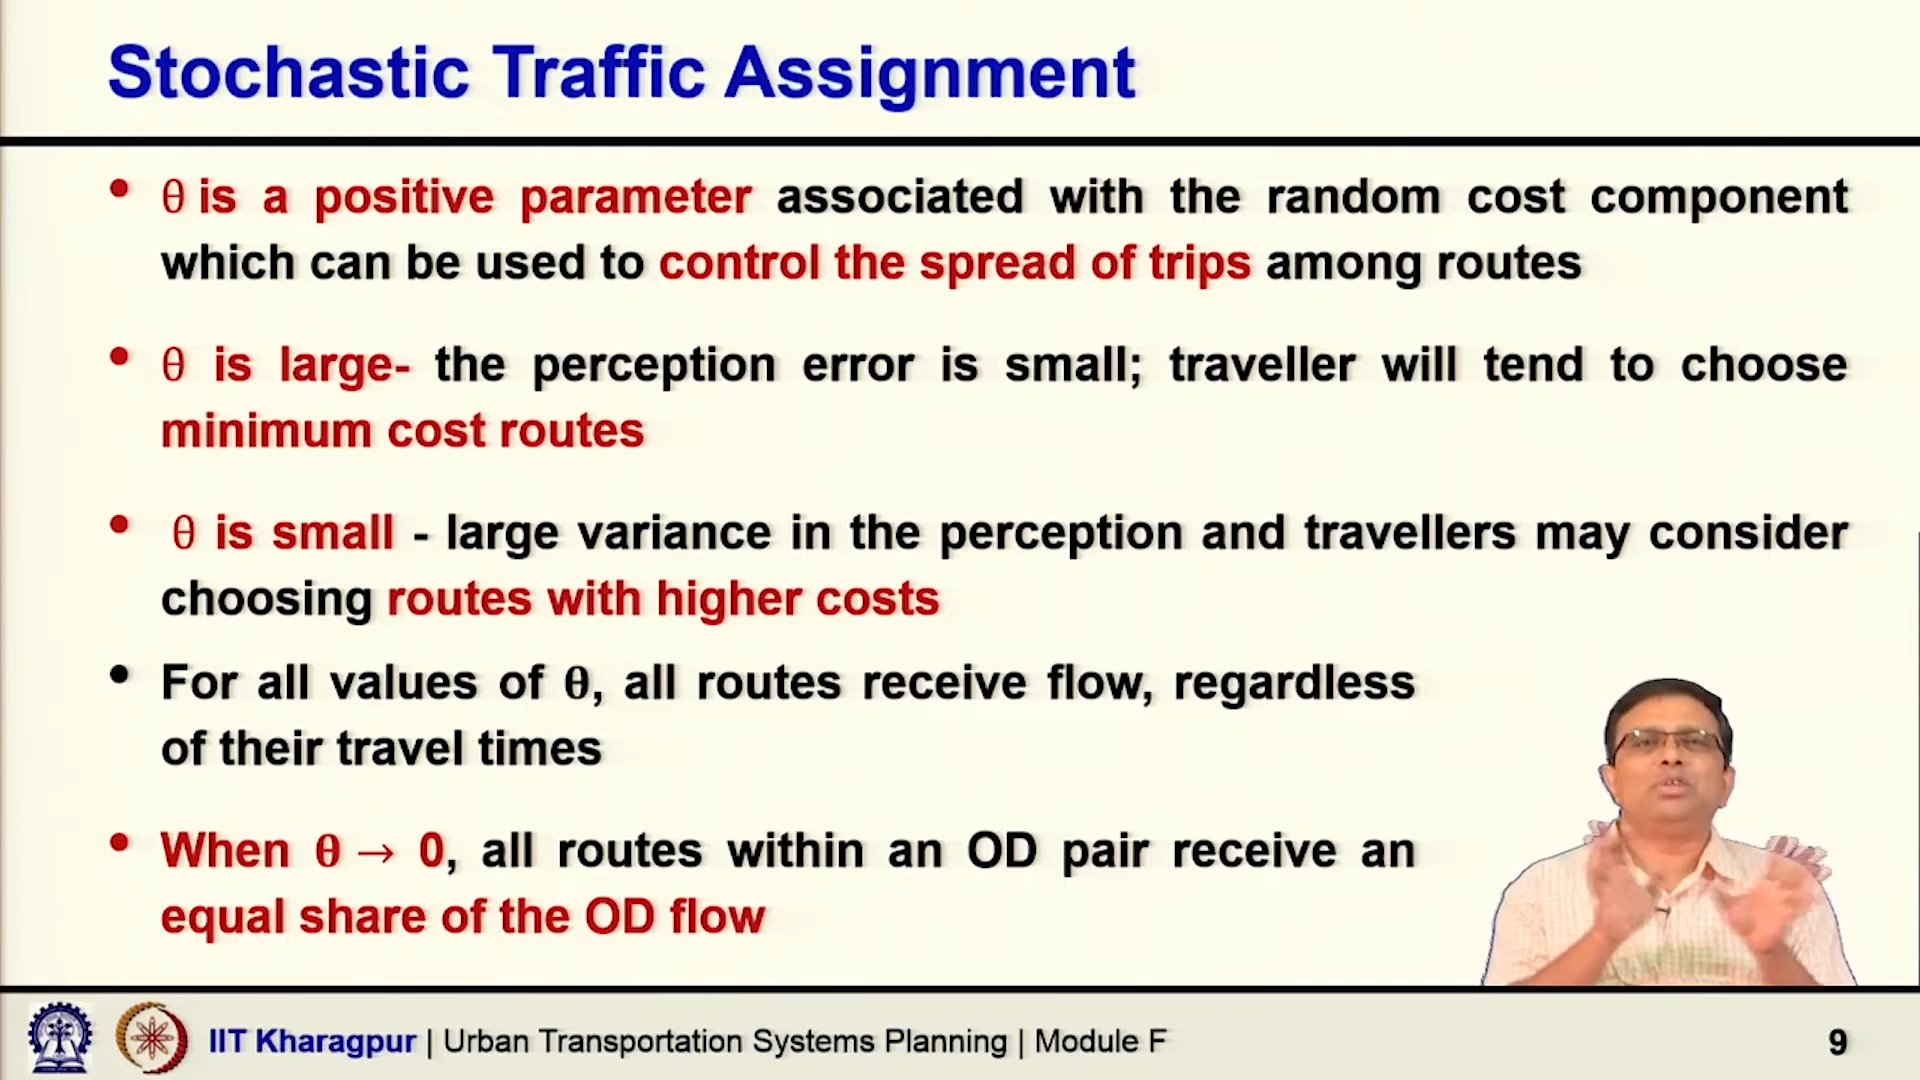 Stochastic Traffic Assignment
• θ is a positive parameter associated with the random cost component
which can be used to control the spread of trips among routes
• θ is large- the perception error is small; traveller will tend to choose
minimum cost routes
• θ is small - large variance in the perception and travellers may consider
choosing routes with higher costs
• For all values of θ, all routes receive flow, regardless
of their travel times
• When θ → 0, all routes within an OD pair receive an
equal share of the OD flow
IIT Kharagpur | Urban Transportation Systems Planning | Module F
9